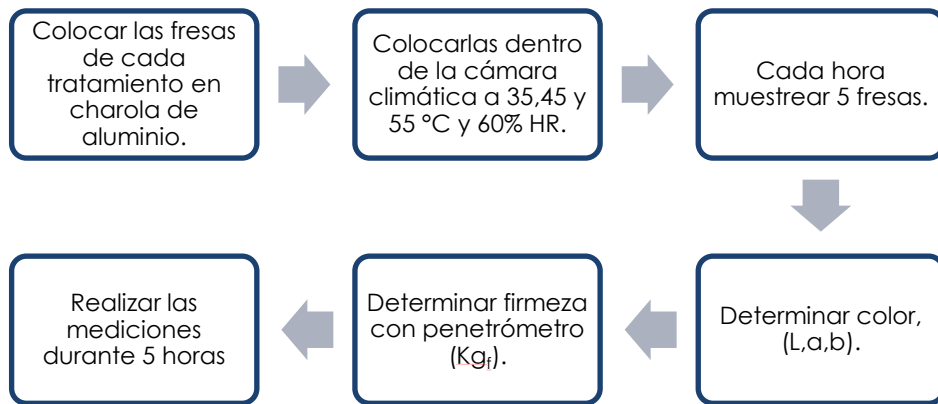 Colocar las fresas
de cada
tratamiento en
charola de
aluminio.
Colocarlas dentro
de la cámara
climática a 35,45 y
55 °C y 60% HR.
Cada hora
muestrear 5 fresas.
Determinar color,
(L,a,b).
Determinar firmeza
con penetrómetro
(Kgf).
Realizar las
mediciones
durante 5 horas